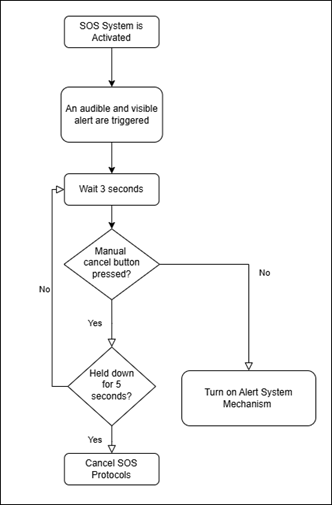 SOS System is
Activated
An audible and visible
alert are triggered
Wait 3 seconds
Manual
cancel button
pressed?
No
No
Yes
Held down
for 5
seconds?
Turn on Alert System
Mechanism
Yes
Cancel SOS
Protocols